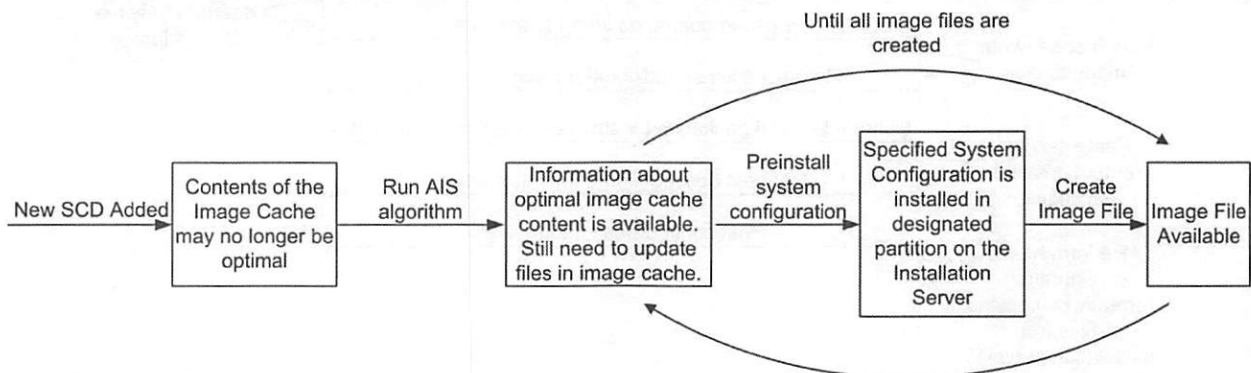 Until all image files are
created
New SCD Added
Contents of the
Image Cache
may no longer be
optimal
Run AIS
algorithm
Information about
optimal image cache
content is available.
Still need to update
files in image cache.
Preinstall
system
configuration
Specified System
Configuration is
installed in
designated
partition on the
Installation
Server
Create
Image File
Image File
Available